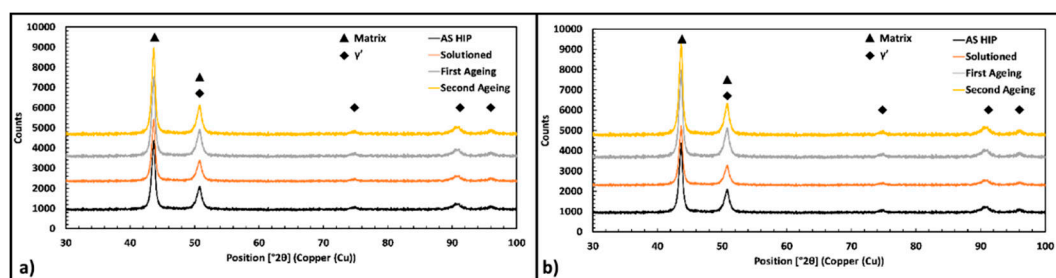 10000
9000
8000
7000
6000
5000
4000
3000
2000
1000
0
Counts
30 40 50 60 70 80 90 100
Position [°2θ] (Copper (Cu))
▲ Matrix
◆ γ'
AS HIP
Solutioned
First Ageing
Second Ageing
a)
10000
9000
8000
7000
6000
5000
4000
3000
2000
1000
0
Counts
30 40 50 60 70 80 90 100
Position [°2θ] (Copper (Cu))
▲ Matrix
◆ γ'
AS HIP
Solutioned
First Ageing
Second Ageing
b)